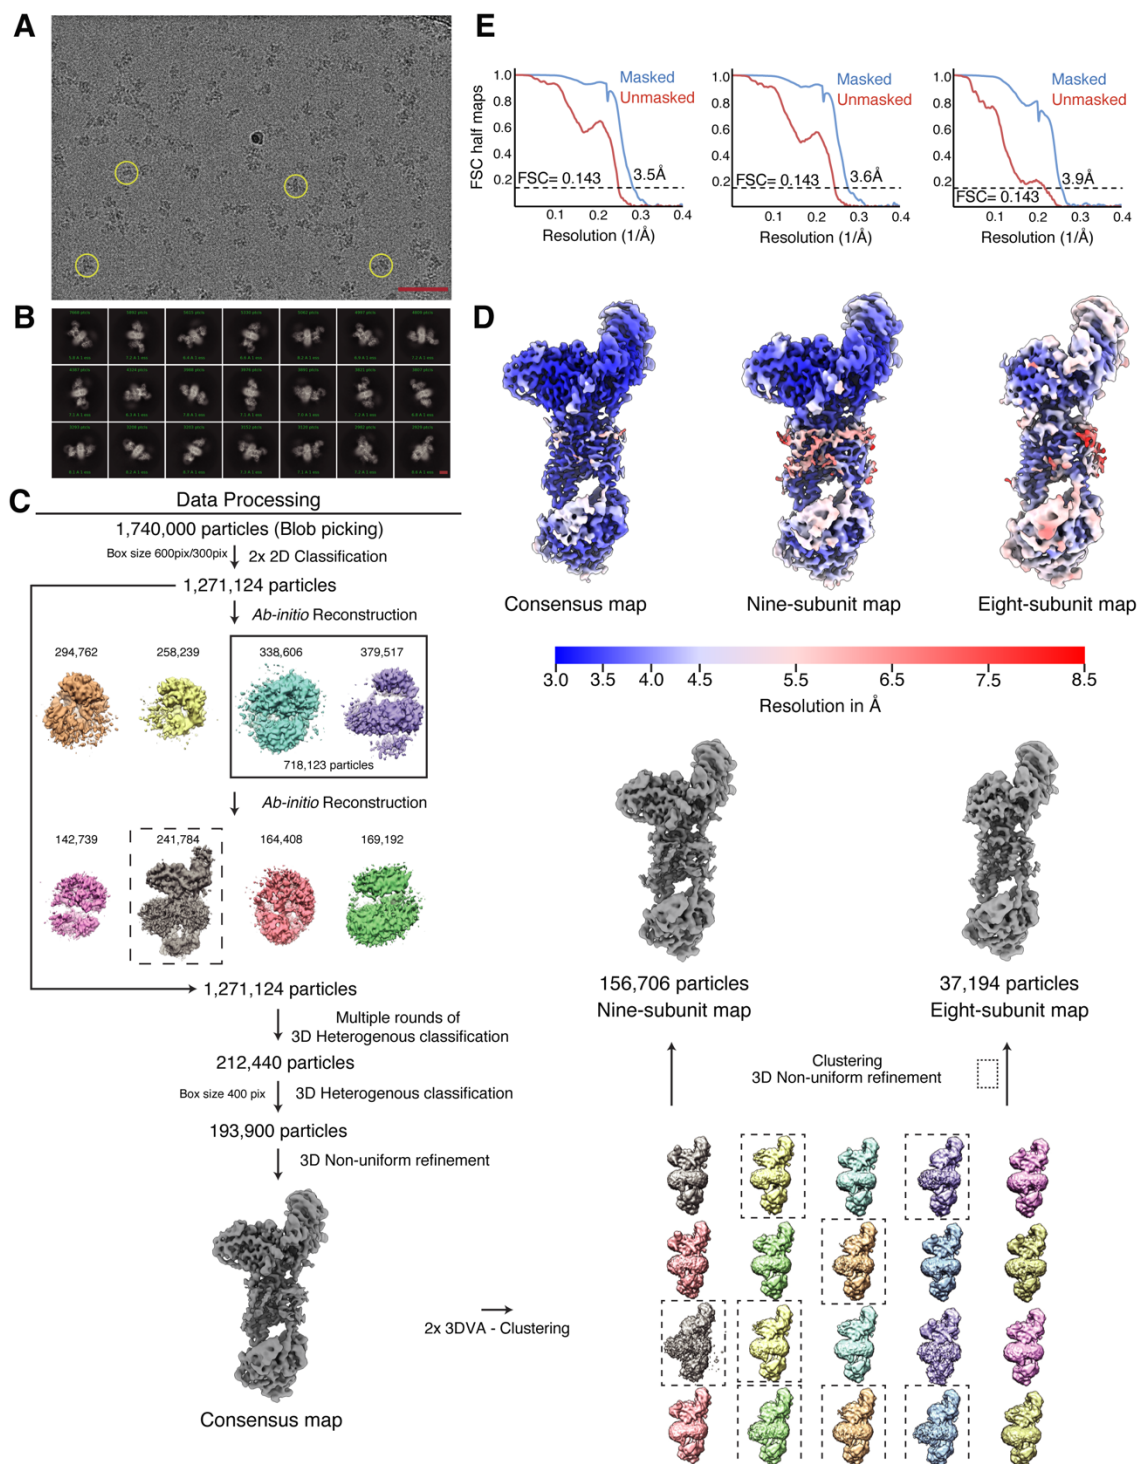 A
B
C
Data Processing
1,740,000 particles (Blob picking)
Box size 600pix/300pix
2x 2D Classification
1,271,124 particles
Ab-initio Reconstruction
294,762
258,239
338,606
379,517
718,123 particles
Ab-initio Reconstruction
142,739
241,784
164,408
169,192
1,271,124 particles
Multiple rounds of
3D Heterogenous classification
212,440 particles
Box size 400 pix
3D Heterogenous classification
193,900 particles
3D Non-uniform refinement
Consensus map
2x 3DVA - Clustering
E
FSC half maps
1.0
0.8
0.6
0.4
0.2
Masked
Unmasked
FSC= 0.143
3.5Å
0.1
0.2
0.3
0.4
Resolution (1/Å)
1.0
0.8
0.6
0.4
0.2
Masked
Unmasked
FSC= 0.143
3.6Å
0.1
0.2
0.3
0.4
Resolution (1/Å)
1.0
0.8
0.6
0.4
0.2
Masked
Unmasked
FSC= 0.143
3.9Å
0.1
0.2
0.3
0.4
Resolution (1/Å)
D
Consensus map
Nine-subunit map
Eight-subunit map
3.0
3.5
4.0
4.5
5.5
6.5
7.5
8.5
Resolution in Å
156,706 particles
Nine-subunit map
37,194 particles
Eight-subunit map
Clustering
3D Non-uniform refinement